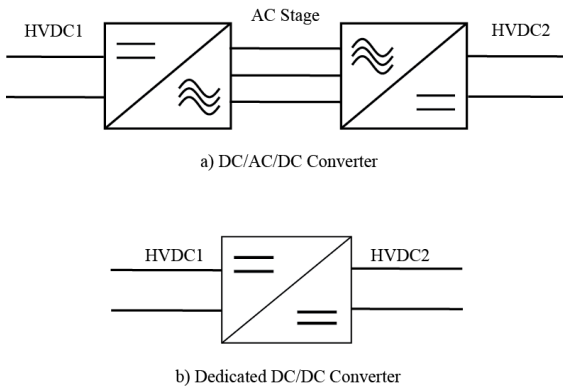 HVDC1
AC Stage
HVDC2
a) DC/AC/DC Converter
HVDC1
HVDC2
b) Dedicated DC/DC Converter